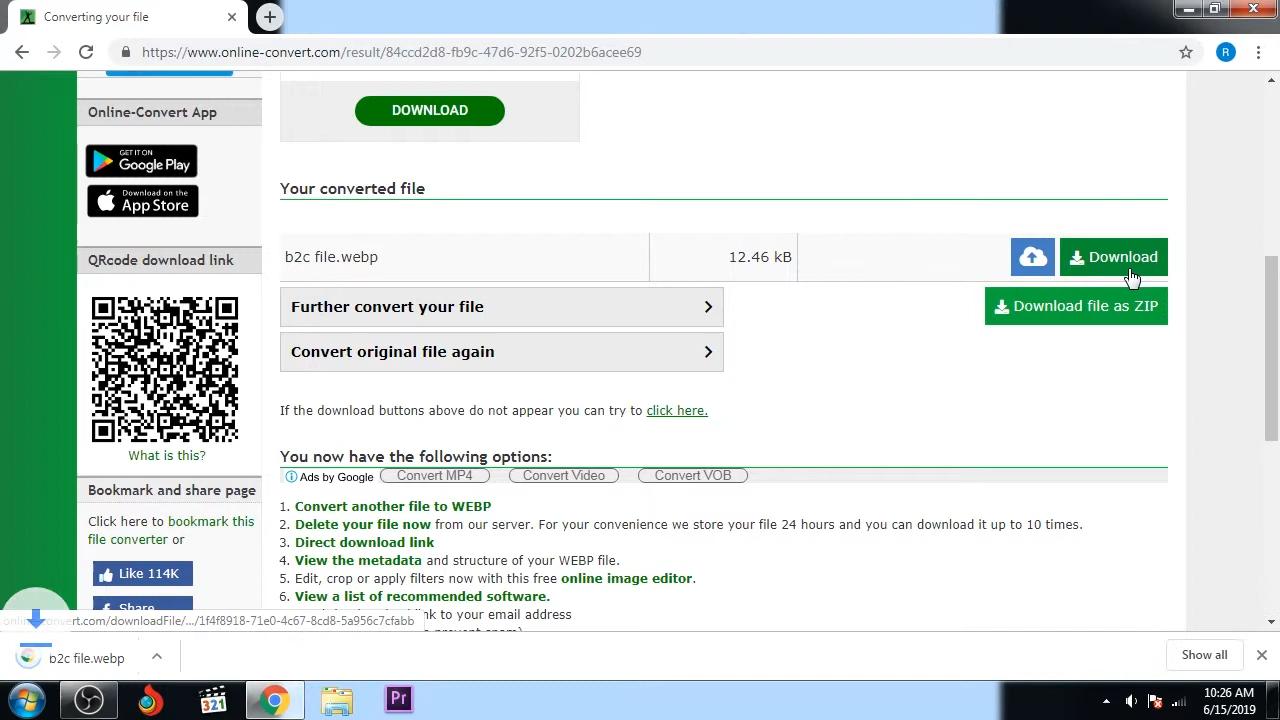 Converting your file
https://www.online-convert.com/result/84ccd2d8-fb9c-47d6-92f5-0202b6acee69
R
Online-Convert App
GET IT ON
Google Play
Download on the
App Store
QRcode download link
What is this?
Bookmark and share page
Click here to bookmark this
file converter or
Like 114K
Share
DOWNLOAD
Your converted file
b2c file.webp 12.46 kB Download
Further convert your file Download file as ZIP
Convert original file again
If the download buttons above do not appear you can try to click here.
You now have the following options:
Ads by Google Convert MP4 Convert Video Convert VOB
1. Convert another file to WEBP
2. Delete your file now from our server. For your convenience we store your file 24 hours and you can download it up to 10 times.
3. Direct download link
4. View the metadata and structure of your WEBP file.
5. Edit, crop or apply filters now with this free online image editor.
6. View a list of recommended software.
link to your email address
convert.com/downloadFile/.../1f4f8918-71e0-4c67-8cd8-5a956c7cfabb
b2c file.webp Show all
321 Pr
10:26 AM
6/15/2019